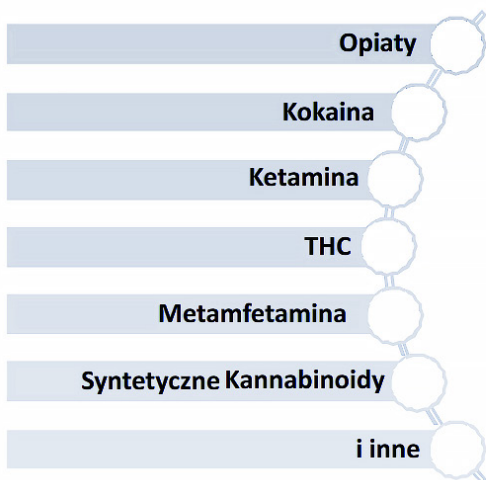 Opiaty
Kokaina
Ketamina
THC
Metamfetamina
Syntetyczne Kannabinoidy
i inne